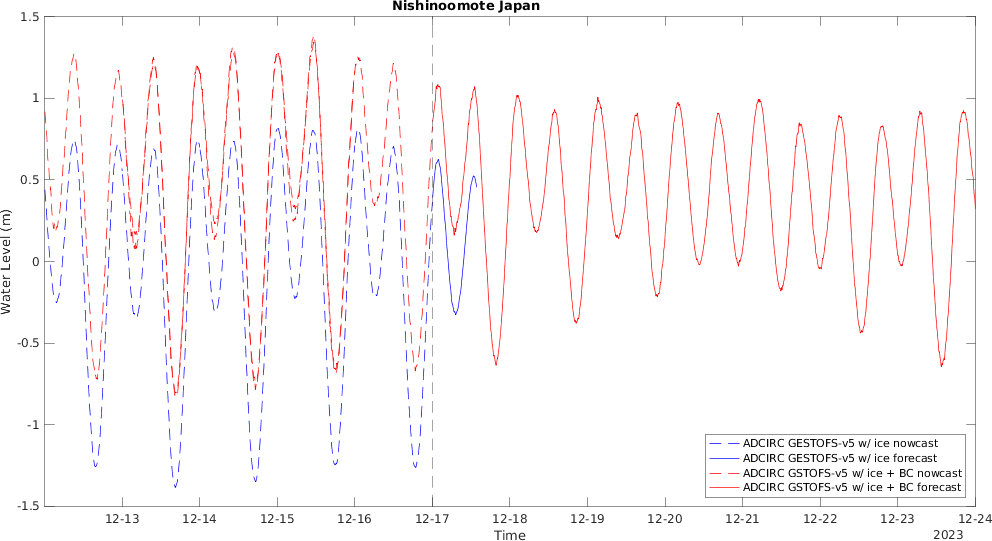 Nishinoomote Japan
1.5
1
0.5
0
-0.5
-1
-1.5
Water Level (m)
12-13 12-14 12-15 12-16 12-17 12-18 12-19 12-20 12-21 12-22 12-23 12-24
Time
2023
ADCIRC GESTOFS-v5 w/ ice nowcast
ADCIRC GESTOFS-v5 w/ ice forecast
ADCIRC GSTOFS-v5 w/ ice + BC nowcast
ADCIRC GSTOFS-v5 w/ ice + BC forecast